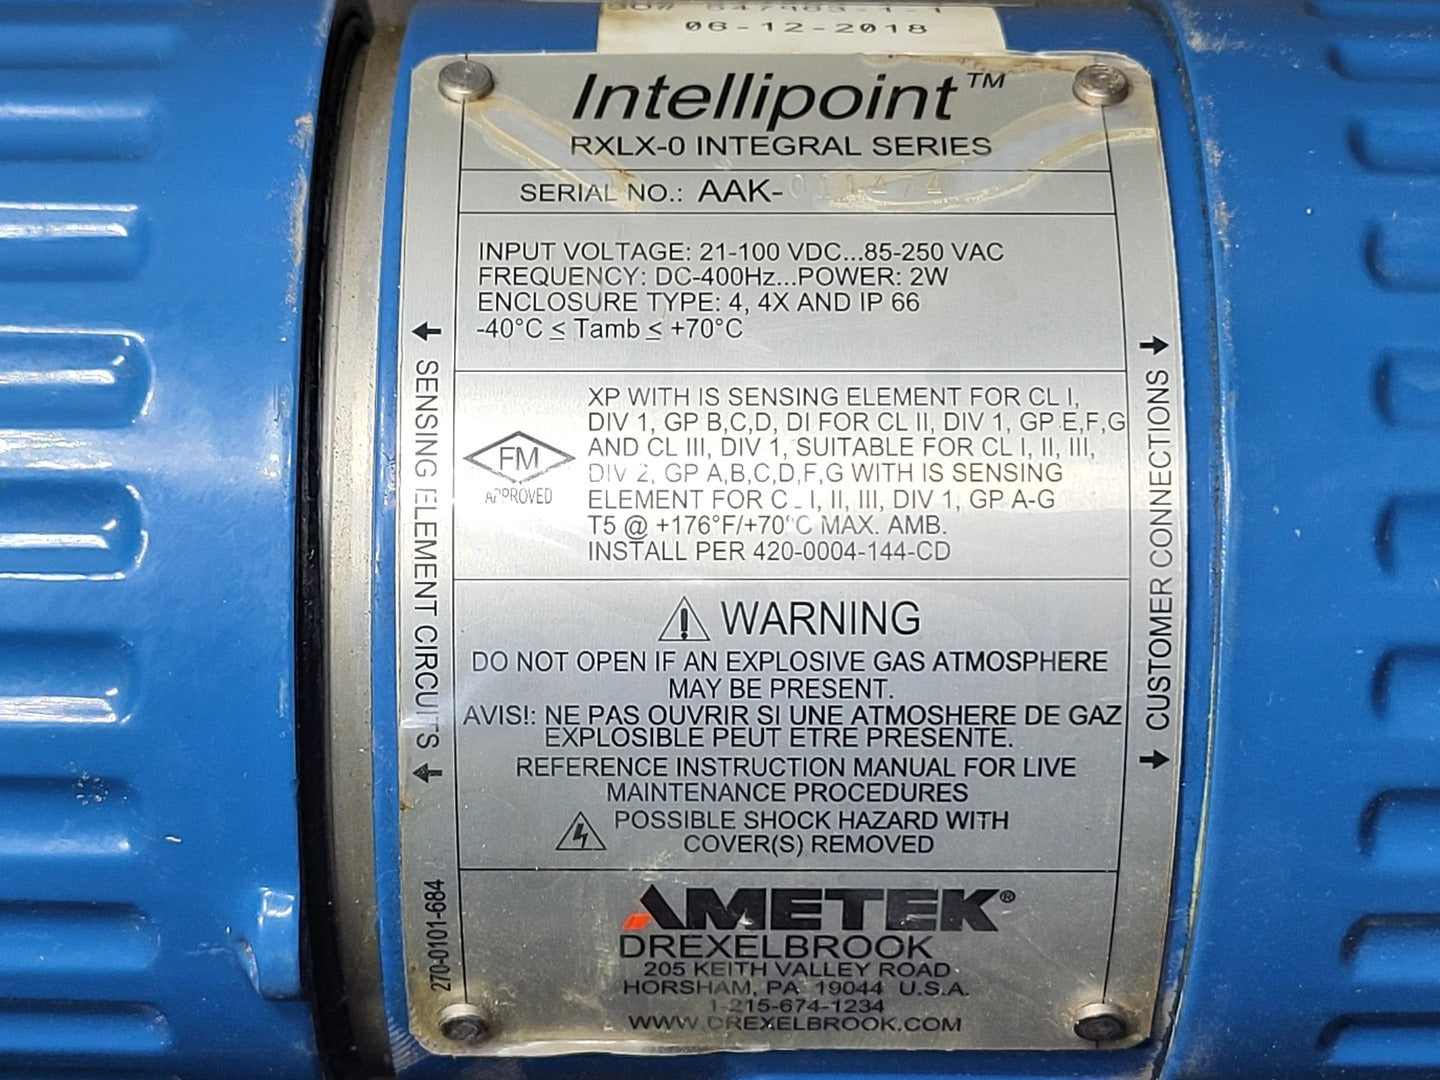 06-12-2018
Intellipoint™
RXLX-0 INTEGRAL SERIES
SERIAL NO.: AAK-011474
INPUT VOLTAGE: 21-100 VDC...85-250 VAC
FREQUENCY: DC-400Hz...POWER: 2W
ENCLOSURE TYPE: 4, 4X AND IP 66
-40°C ≤ Tamb ≤ +70°C
SENSING ELEMENT CIRCUITS
CUSTOMER CONNECTIONS
FM
APPROVED
XP WITH IS SENSING ELEMENT FOR CL I,
DIV 1, GP B,C,D, DI FOR CL II, DIV 1, GP E,F,G
AND CL III, DIV 1, SUITABLE FOR CL I, II, III,
DIV 2, GP A,B,C,D,F,G WITH IS SENSING
ELEMENT FOR CL I, II, III, DIV 1, GP A-G
T5 @ +176°F/+70°C MAX. AMB.
INSTALL PER 420-0004-144-CD
WARNING
DO NOT OPEN IF AN EXPLOSIVE GAS ATMOSPHERE
MAY BE PRESENT.
AVIS!: NE PAS OUVRIR SI UNE ATMOSHERE DE GAZ
EXPLOSIBLE PEUT ETRE PRESENTE.
REFERENCE INSTRUCTION MANUAL FOR LIVE
MAINTENANCE PROCEDURES
POSSIBLE SHOCK HAZARD WITH
COVER(S) REMOVED
270-0101-684
AMETEK®
DREXELBROOK
205 KEITH VALLEY ROAD
HORSHAM, PA 19044 U.S.A.
1-215-674-1234
WWW.DREXELBROOK.COM